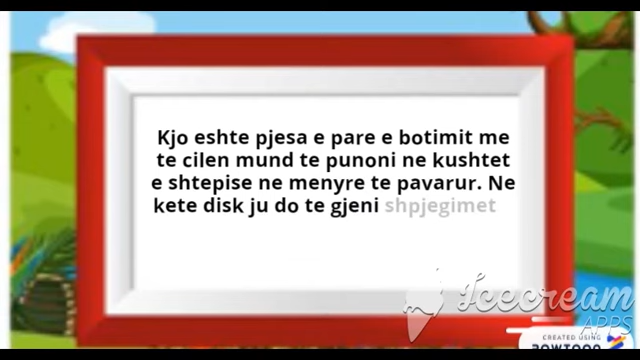 Kjo eshte pjesa e pare e botimit me
te cilen mund te punoni ne kushtet
e shtepise ne menyre te pavarur. Ne
kete disk ju do te gjeni shpjegimet
Icecream
APPS
CREATED USING
POWTOON